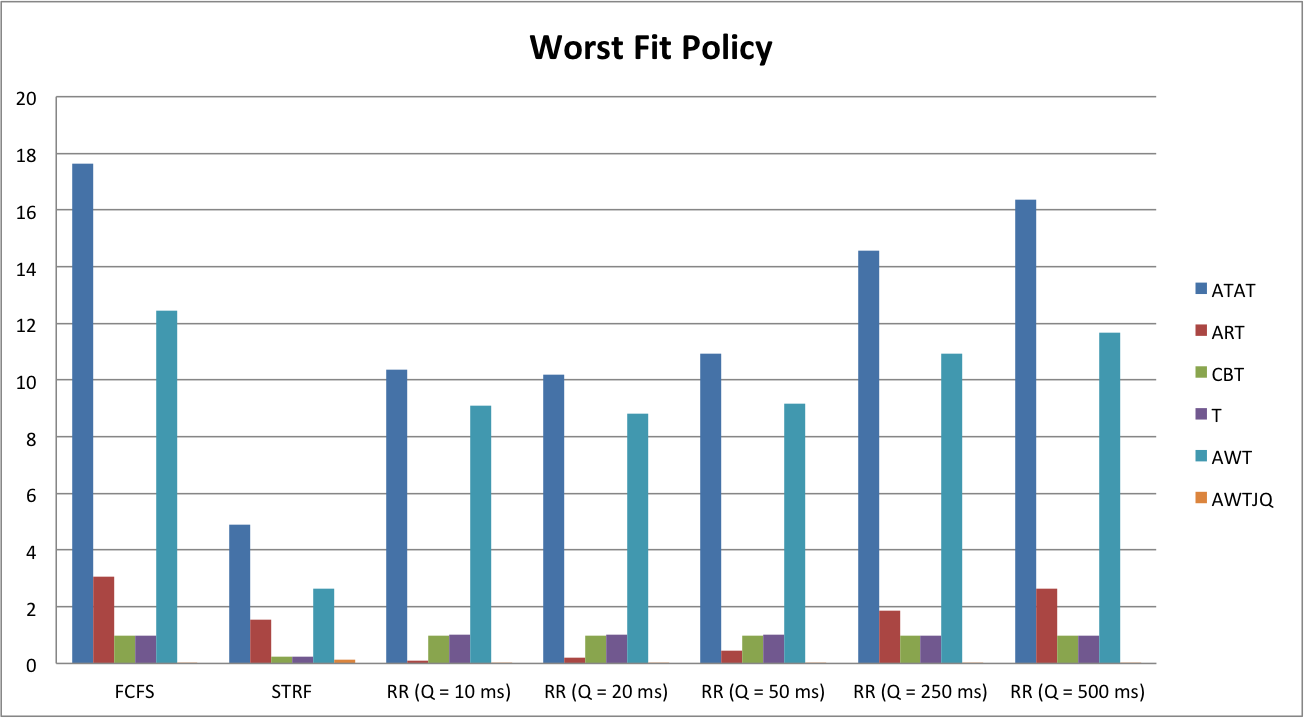 Worst Fit Policy
20
18
16
14
12
10
8
6
4
2
0
FCFS
STRF
RR (Q = 10 ms)
RR (Q = 20 ms)
RR (Q = 50 ms)
RR (Q = 250 ms)
RR (Q = 500 ms)
ATAT
ART
CBT
T
AWT
AWTJQ